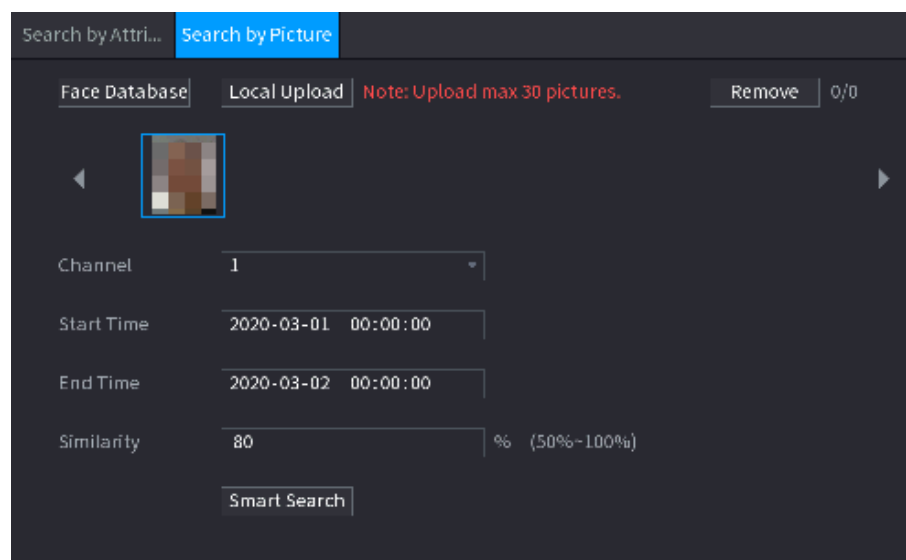 Search by Attri... Search by Picture
Face Database Local Upload Note: Upload max 30 pictures. Remove 0/0
Channel 1
Start Time 2020-03-01 00:00:00
End Time 2020-03-02 00:00:00
Similarity 80 % (50%~100%)
Smart Search